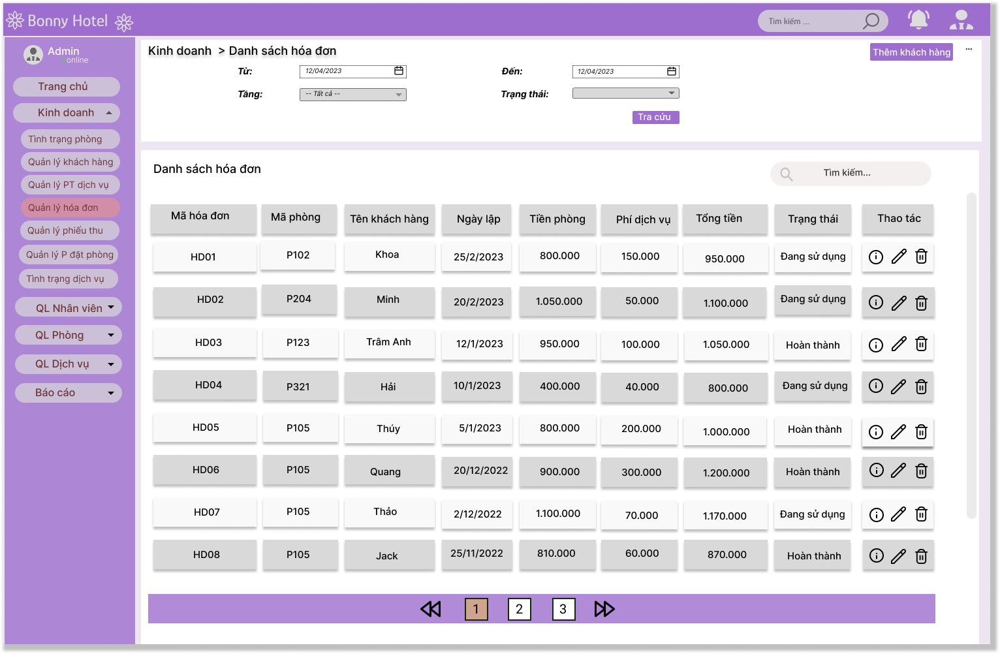 Bonny Hotel
Tìm kiếm ....
Admin
online
Trang chủ
Kinh doanh
Tình trạng phòng
Quản lý khách hàng
Quản lý PT dịch vụ
Quản lý hóa đơn
Quản lý phiếu thu
Quản lý P đặt phòng
Tình trạng dịch vụ
QL Nhân viên
QL Phòng
QL Dịch vụ
Báo cáo
Kinh doanh > Danh sách hóa đơn
Thêm khách hàng ...
Từ: 12/04/2023 Đến: 12/04/2023
Tầng: -- Tất cả -- Trạng thái:
Tra cứu
Danh sách hóa đơn
Tìm kiếm...
Mã hóa đơn Mã phòng Tên khách hàng Ngày lập Tiền phòng Phí dịch vụ Tổng tiền Trạng thái Thao tác
HD01 P102 Khoa 25/2/2023 800.000 150.000 950.000 Đang sử dụng
HD02 P204 Minh 20/2/2023 1.050.000 50.000 1.100.000 Đang sử dụng
HD03 P123 Trâm Anh 12/1/2023 950.000 100.000 1.050.000 Hoàn thành
HD04 P321 Hải 10/1/2023 400.000 40.000 800.000 Đang sử dụng
HD05 P105 Thúy 5/1/2023 800.000 200.000 1.000.000 Hoàn thành
HD06 P105 Quang 20/12/2022 900.000 300.000 1.200.000 Hoàn thành
HD07 P105 Thảo 2/12/2022 1.100.000 70.000 1.170.000 Đang sử dụng
HD08 P105 Jack 25/11/2022 810.000 60.000 870.000 Hoàn thành
1 2 3